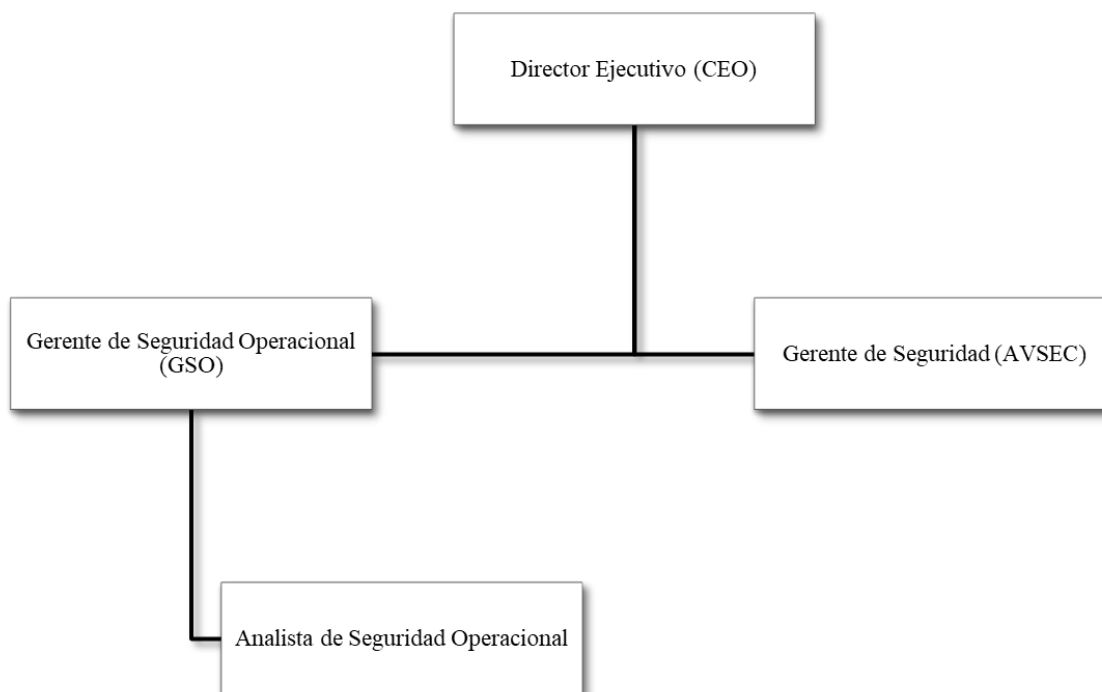 Director Ejecutivo (CEO)
Gerente de Seguridad Operacional
(GSO)
Gerente de Seguridad (AVSEC)
Analista de Seguridad Operacional